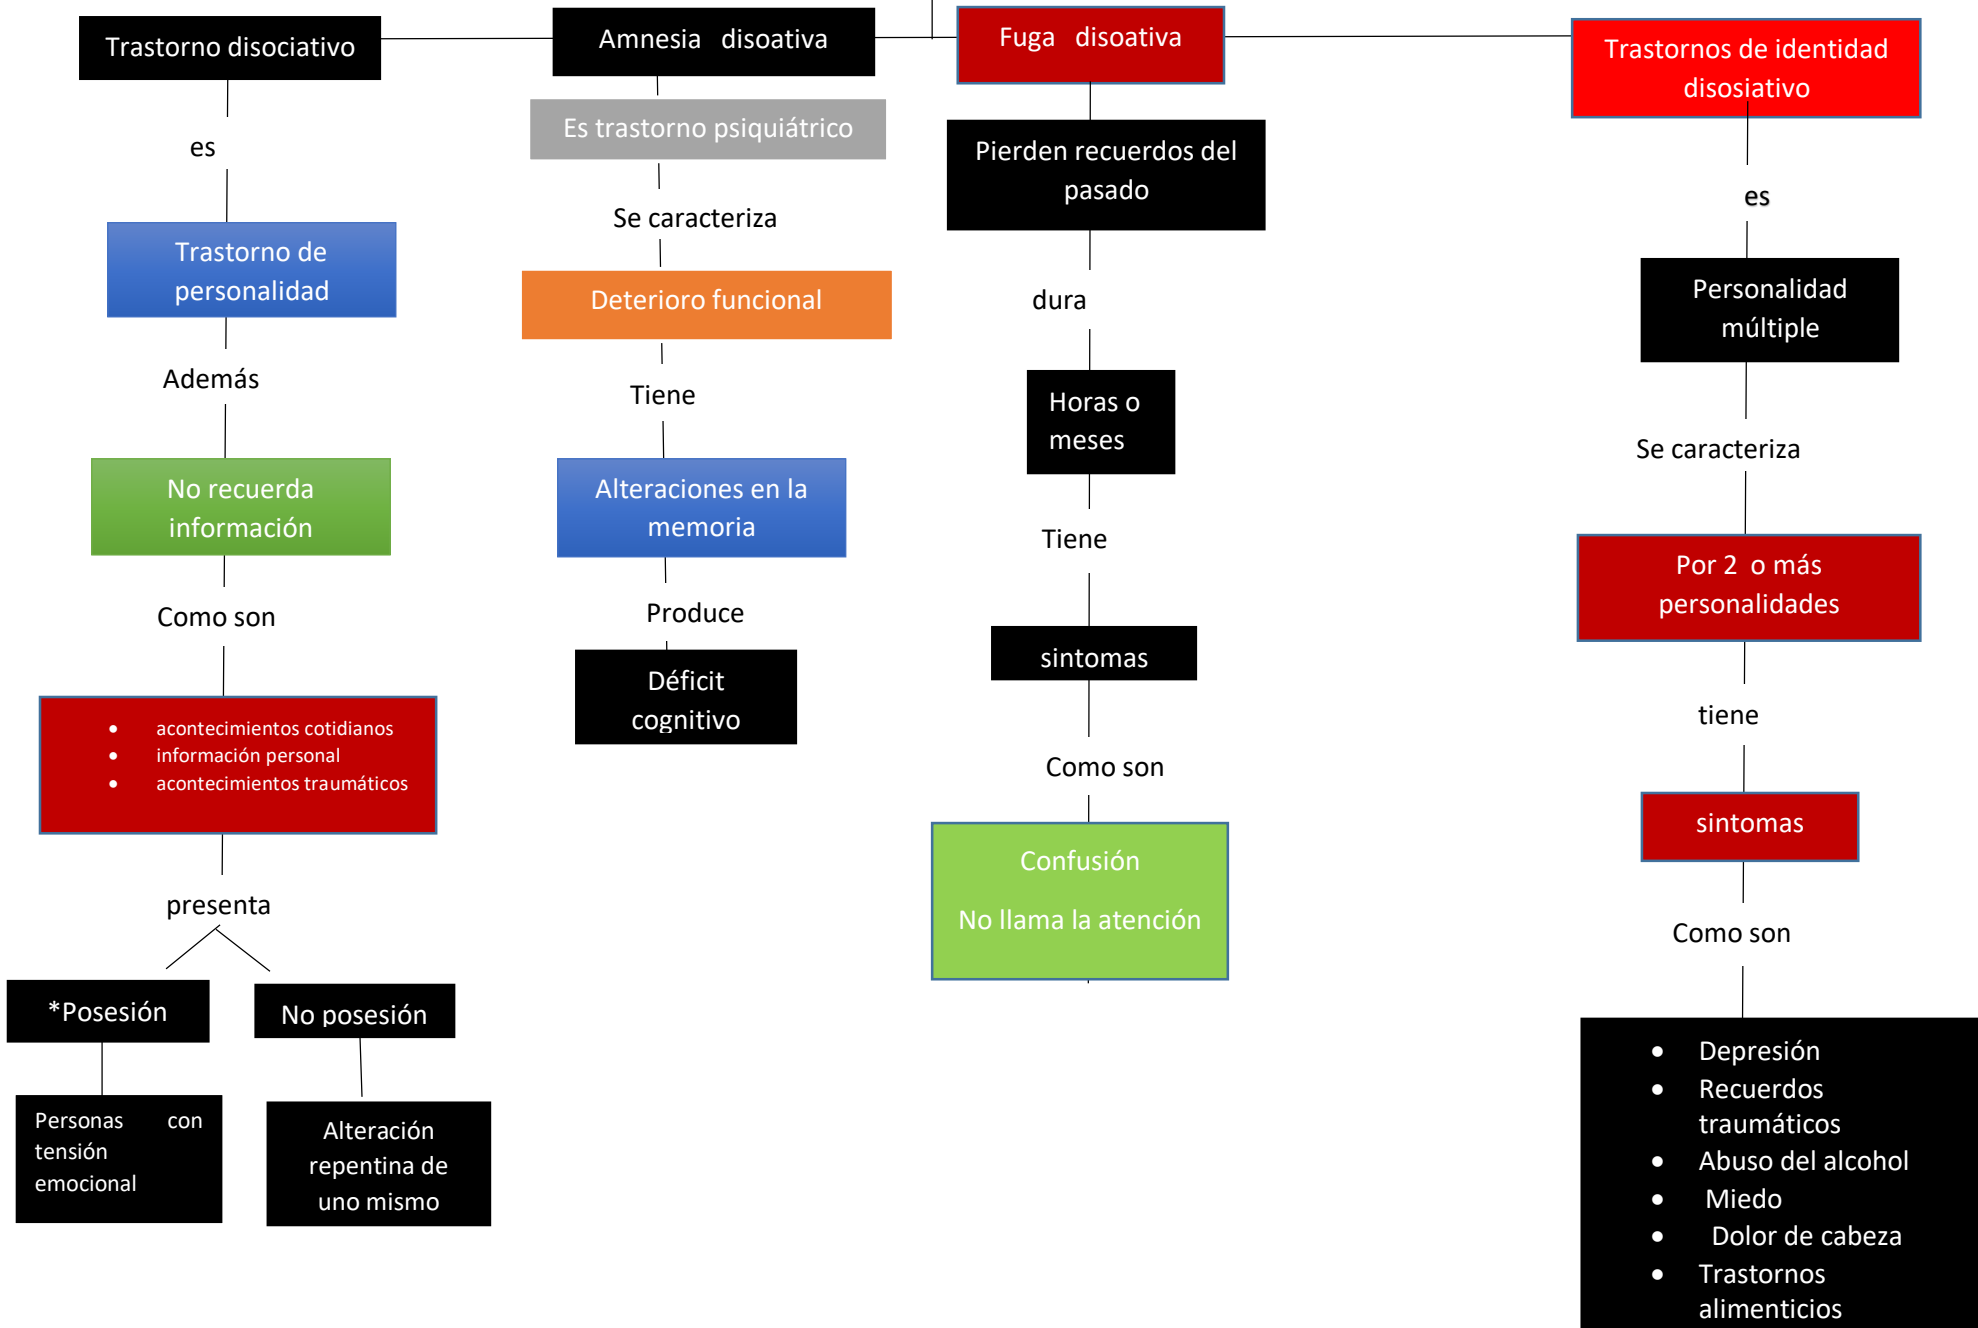 Trastorno disociativo
es
Trastorno de
personalidad
Además
No recuerda
información
Como son
• acontecimientos cotidianos
• información personal
• acontecimientos traumáticos
presenta
*Posesión
Personas con
tensión
emocional
No posesión
Alteración
repentina de
uno mismo
Amnesia disoativa
Es trastorno psiquiátrico
Se caracteriza
Deterioro funcional
Tiene
Alteraciones en la
memoria
Produce
Déficit
cognitivo
Fuga disoativa
Pierden recuerdos del
pasado
dura
Horas o
meses
Tiene
sintomas
Como son
Confusión
No llama la atención
Trastornos de identidad
disosiativo
es
Personalidad
múltiple
Se caracteriza
Por 2 o más
personalidades
tiene
sintomas
Como son
• Depresión
• Recuerdos
traumáticos
• Abuso del alcohol
• Miedo
• Dolor de cabeza
• Trastornos
alimenticios